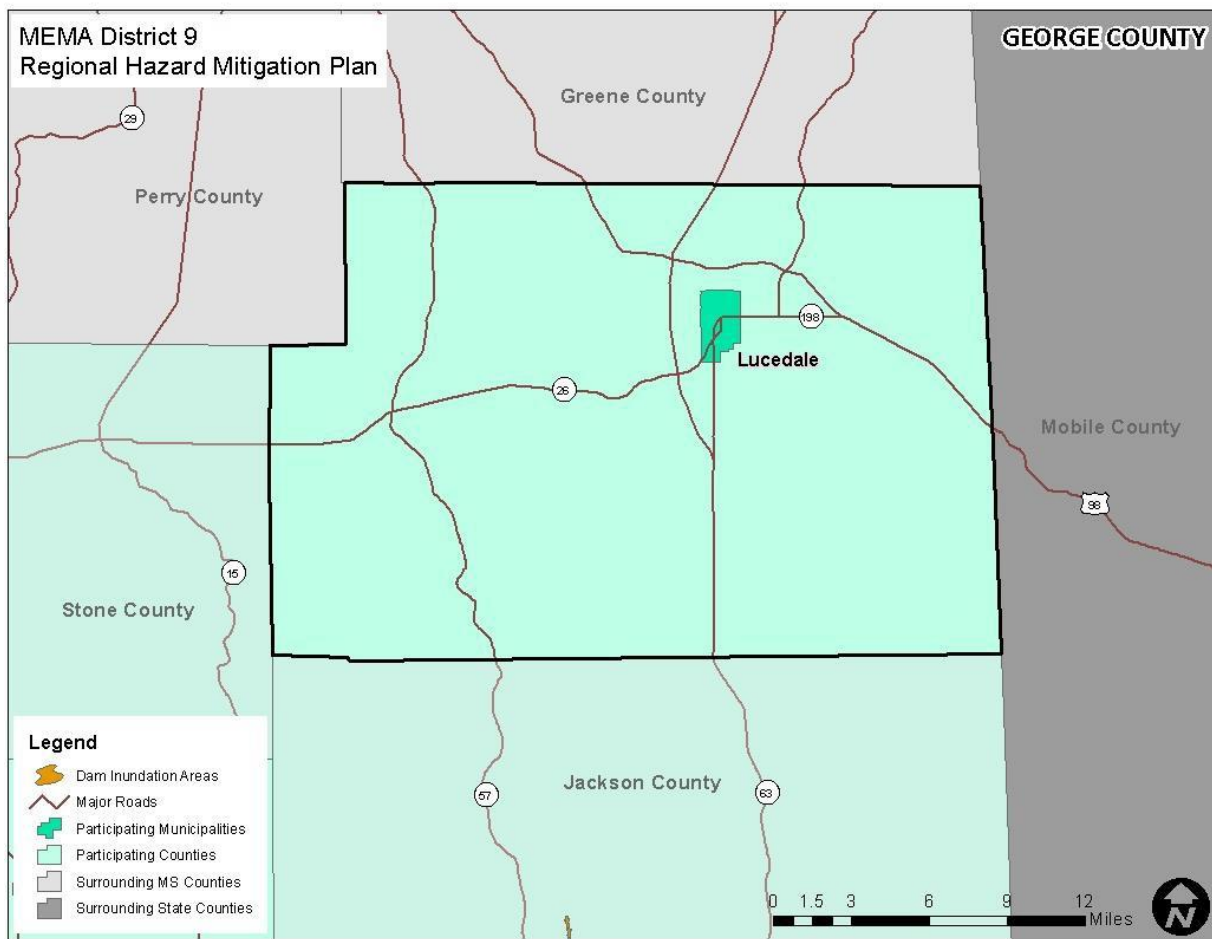 MEMA District 9
Regional Hazard Mitigation Plan
GEORGE COUNTY
Greene County
29
Perry County
198
Lucedale
26
Mobile County
98
15
Stone County
Jackson County
57
63
Legend
Dam Inundation Areas
Major Roads
Participating Municipalities
Participating Counties
Surrounding MS Counties
Surrounding State Counties
0 1.5 3 6 9 12
Miles
N